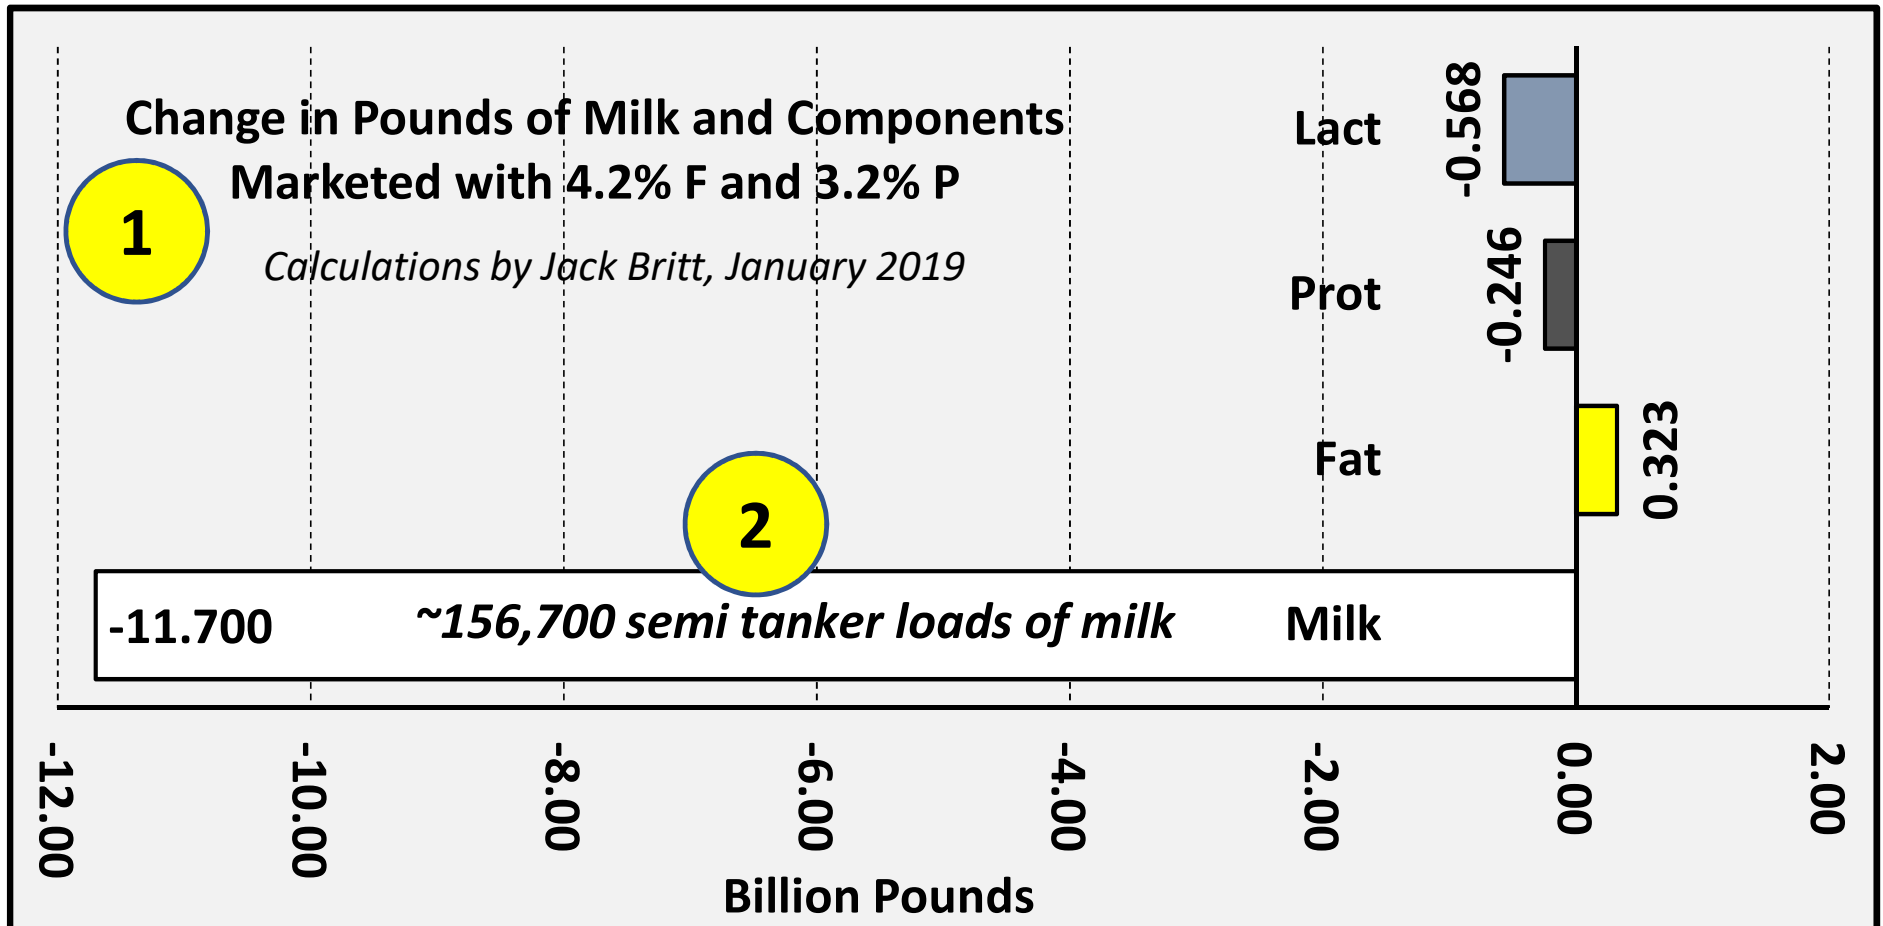 Change in Pounds of Milk and Components
Marketed with 4.2% F and 3.2% P
1
Calculations by Jack Britt, January 2019
Lact
-0.568
Prot
-0.246
Fat
0.323
2
-11.700
~156,700 semi tanker loads of milk
Milk
-12.00
-10.00
-8.00
-6.00
-4.00
-2.00
0.00
2.00
Billion Pounds